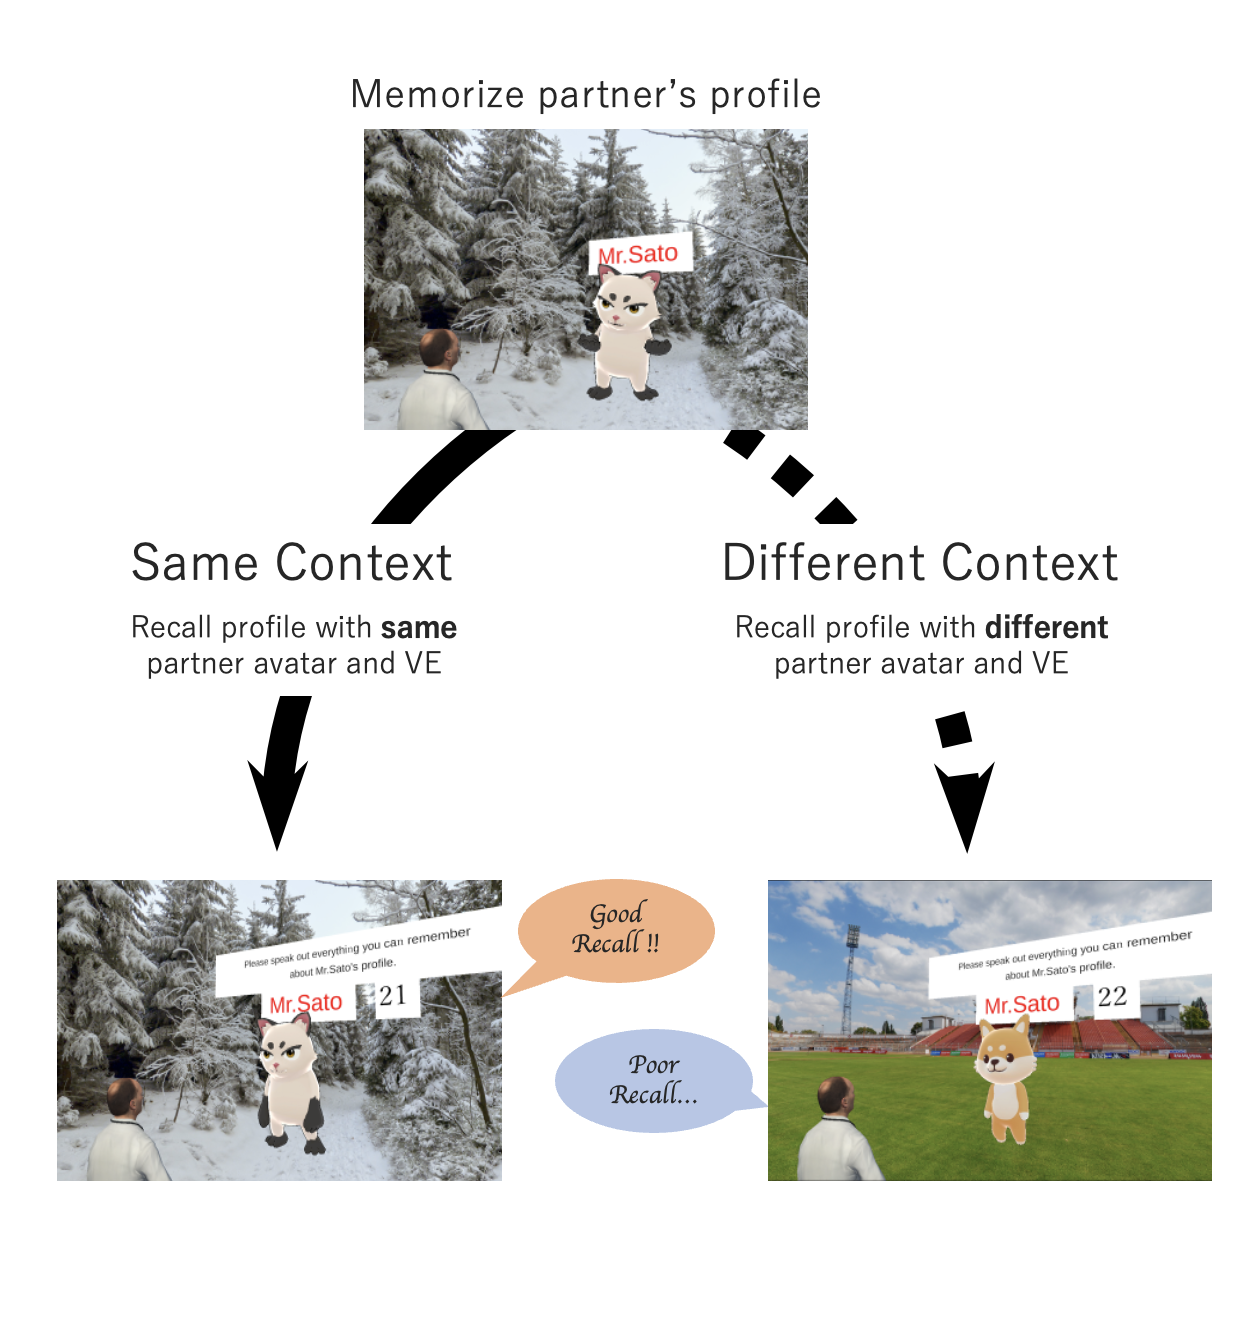 Memorize partner’s profile
Mr.Sato
Same Context
Recall profile with same
partner avatar and VE
Different Context
Recall profile with different
partner avatar and VE
Please speak out everything you can remember
about Mr.Sato's profile.
Mr.Sato
21
Good
Recall !!
Poor
Recall...
Please speak out everything you can remember
about Mr.Sato's profile.
Mr.Sato
22